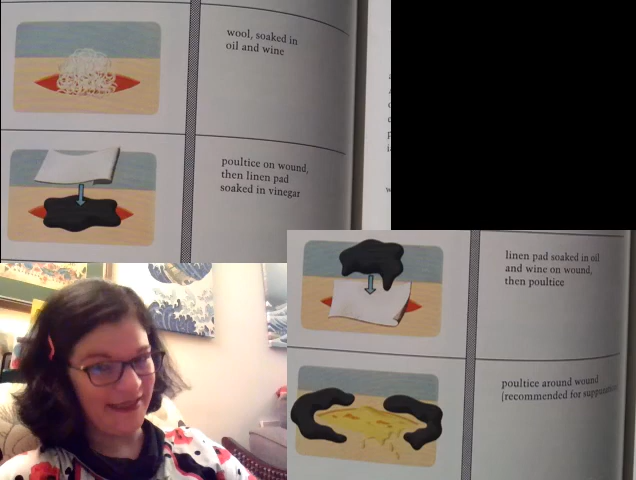 wool, soaked in
oil and wine
poultice on wound,
then linen pad
soaked in vinegar
linen pad soaked in oil
and wine on wound,
then poultice
poultice around wound
(recommended for